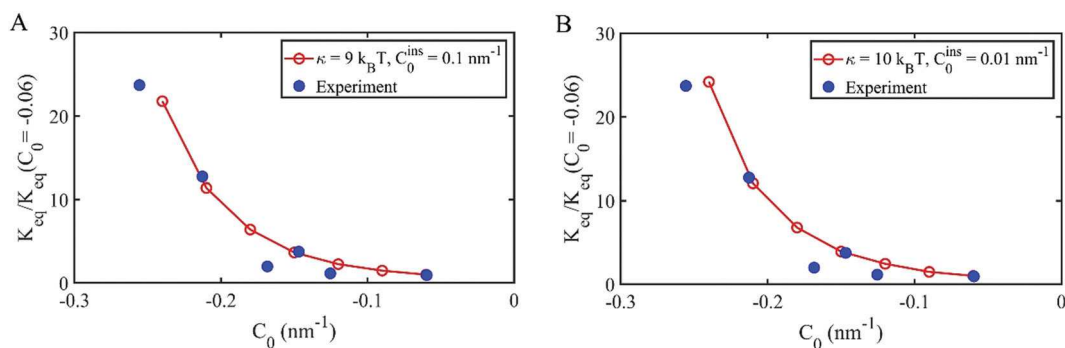 A
30
20
10
0
-0.3
-0.2
-0.1
0
K_eq/K_eq(C_0 = -0.06)
C_0 (nm^-1)
κ = 9 k_BT, C_0^ins = 0.1 nm^-1
Experiment
B
30
20
10
0
-0.3
-0.2
-0.1
0
K_eq/K_eq(C_0 = -0.06)
C_0 (nm^-1)
κ = 10 k_BT, C_0^ins = 0.01 nm^-1
Experiment